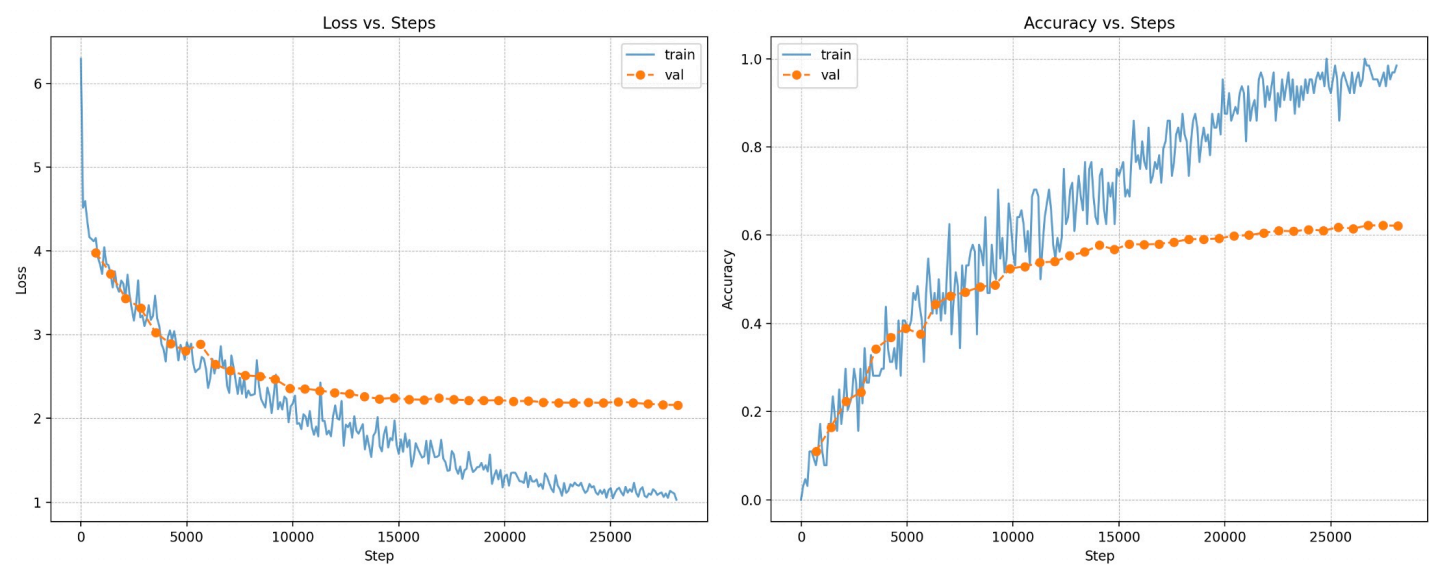 Loss vs. Steps
train
val
6
5
4
3
2
1
Loss
0
5000
10000
15000
20000
25000
Step
Accuracy vs. Steps
train
val
1.0
0.8
0.6
0.4
0.2
0.0
Accuracy
0
5000
10000
15000
20000
25000
Step